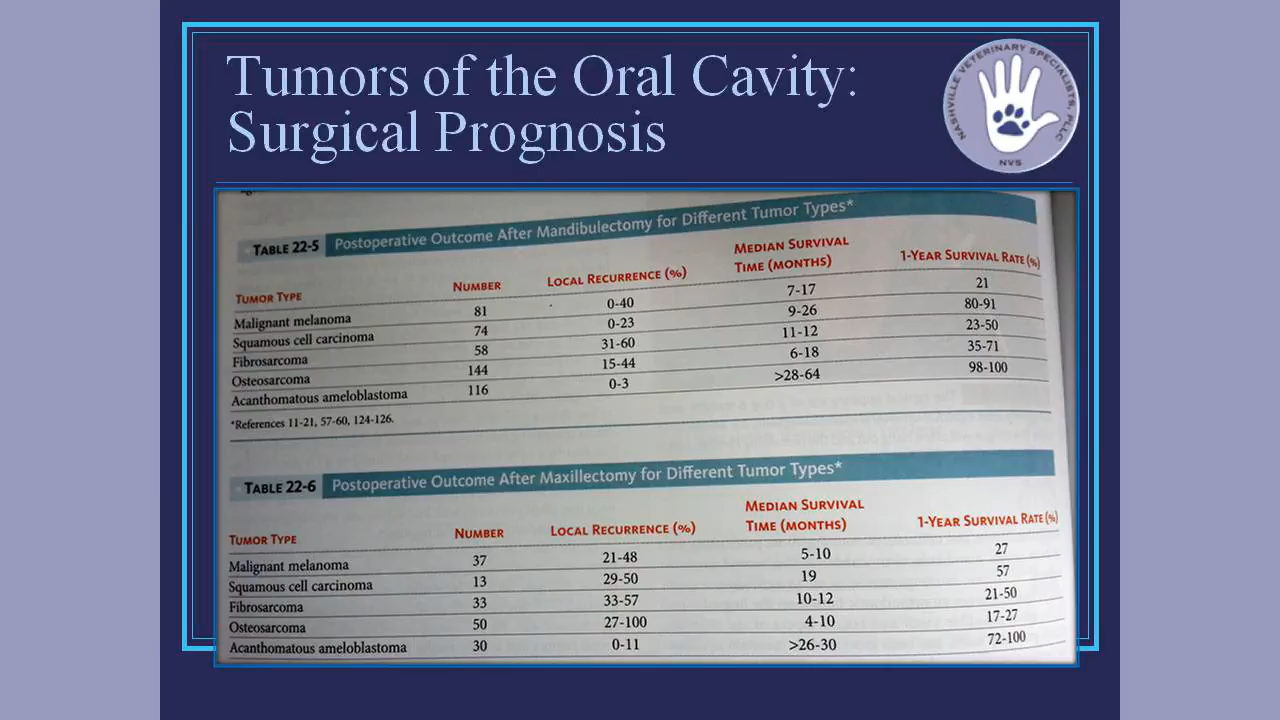 Tumors of the Oral Cavity:
Surgical Prognosis
NASHVILLE VETERINARY SPECIALISTS, PLLC
NVS
TABLE 22-5 Postoperative Outcome After Mandibulectomy for Different Tumor Types*
TUMOR TYPE NUMBER LOCAL RECURRENCE (%) MEDIAN SURVIVAL TIME (MONTHS) 1-YEAR SURVIVAL RATE (%)
Malignant melanoma 81 0-40 7-17 21
Squamous cell carcinoma 74 0-23 9-26 80-91
Fibrosarcoma 58 31-60 11-12 23-50
Osteosarcoma 144 15-44 6-18 35-71
Acanthomatous ameloblastoma 116 0-3 >28-64 98-100
*References 11-21, 57-60, 124-126.
TABLE 22-6 Postoperative Outcome After Maxillectomy for Different Tumor Types*
TUMOR TYPE NUMBER LOCAL RECURRENCE (%) MEDIAN SURVIVAL TIME (MONTHS) 1-YEAR SURVIVAL RATE (%)
Malignant melanoma 37 21-48 5-10 27
Squamous cell carcinoma 13 29-50 19 57
Fibrosarcoma 33 33-57 10-12 21-50
Osteosarcoma 50 27-100 4-10 17-27
Acanthomatous ameloblastoma 30 0-11 >26-30 72-100